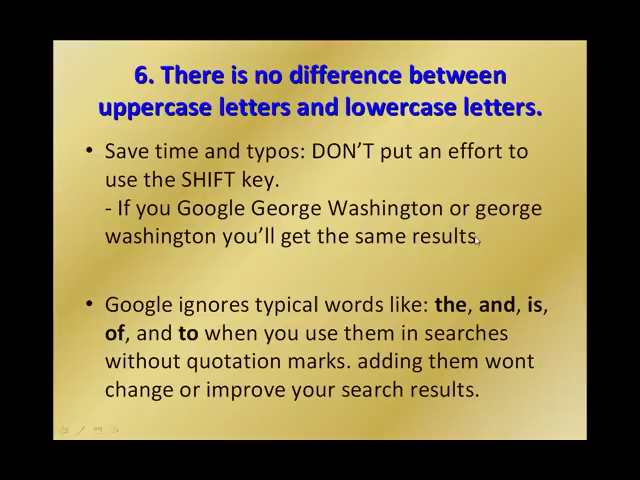 6. There is no difference between
uppercase letters and lowercase letters.
• Save time and typos: DON'T put an effort to
use the SHIFT key.
- If you Google George Washington or george
washington you'll get the same results.
• Google ignores typical words like: the, and, is,
of, and to when you use them in searches
without quotation marks. adding them wont
change or improve your search results.